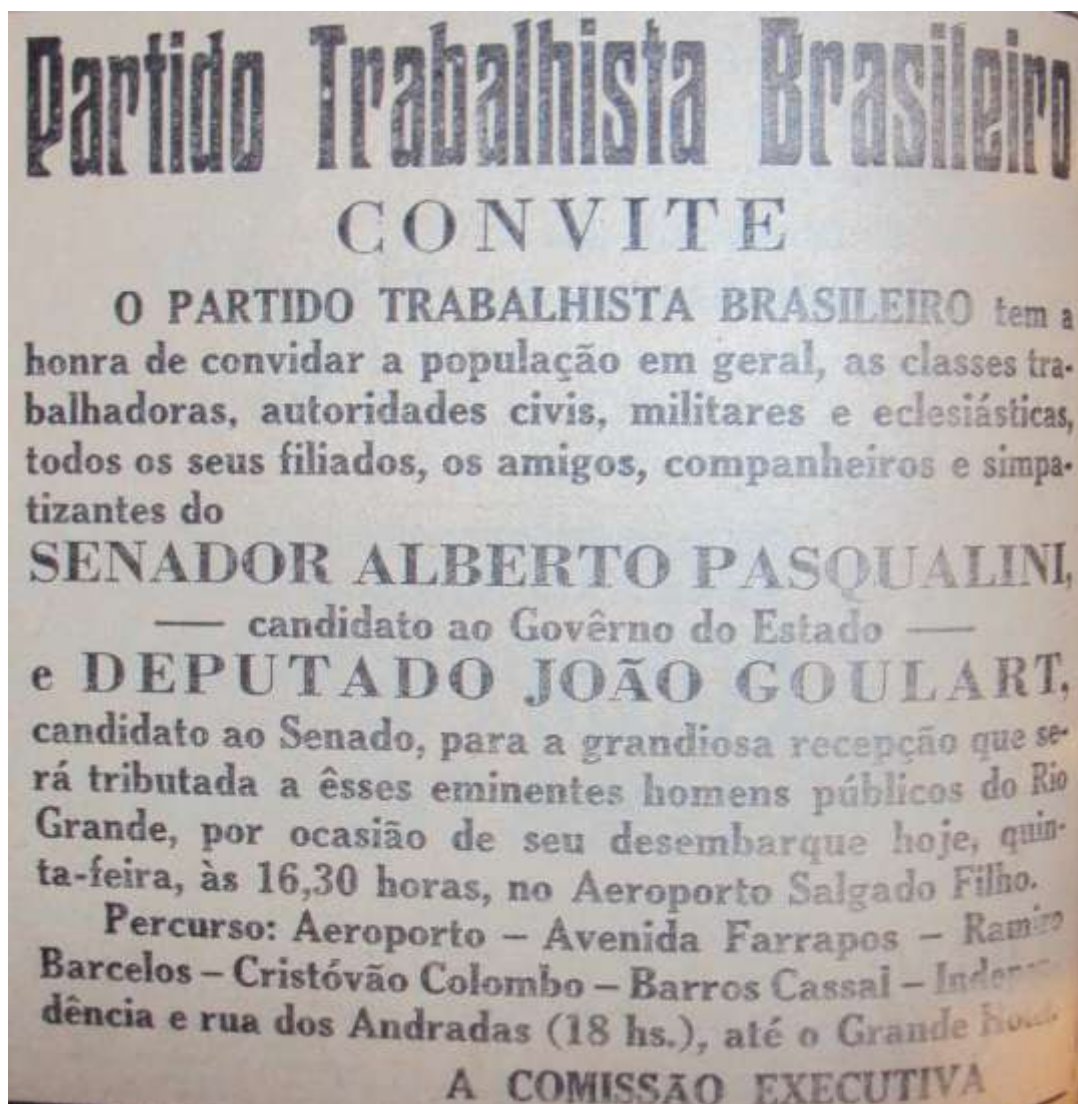 Partido Trabalhista Brasileiro
CONVITE
O PARTIDO TRABALHISTA BRASILEIRO tem a
honra de convidar a população em geral, as classes tra-
balhadoras, autoridades civis, militares e eclesiásticas,
todos os seus filiados, os amigos, companheiros e simpa-
tizantes do
SENADOR ALBERTO PASQUALINI,
— candidato ao Govêrno do Estado —
e DEPUTADO JOÃO GOULART,
candidato ao Senado, para a grandiosa recepção que se-
rá tributada a êsses eminentes homens públicos do Rio
Grande, por ocasião de seu desembarque hoje, quin-
ta-feira, às 16,30 horas, no Aeroporto Salgado Filho.
Percurso: Aeroporto – Avenida Farrapos – Ramiro
Barcelos – Cristóvão Colombo – Barros Cassal –
dência e rua dos Andradas (18 hs.), até o Grande Hotel.
A COMISSÃO EXECUTIVA